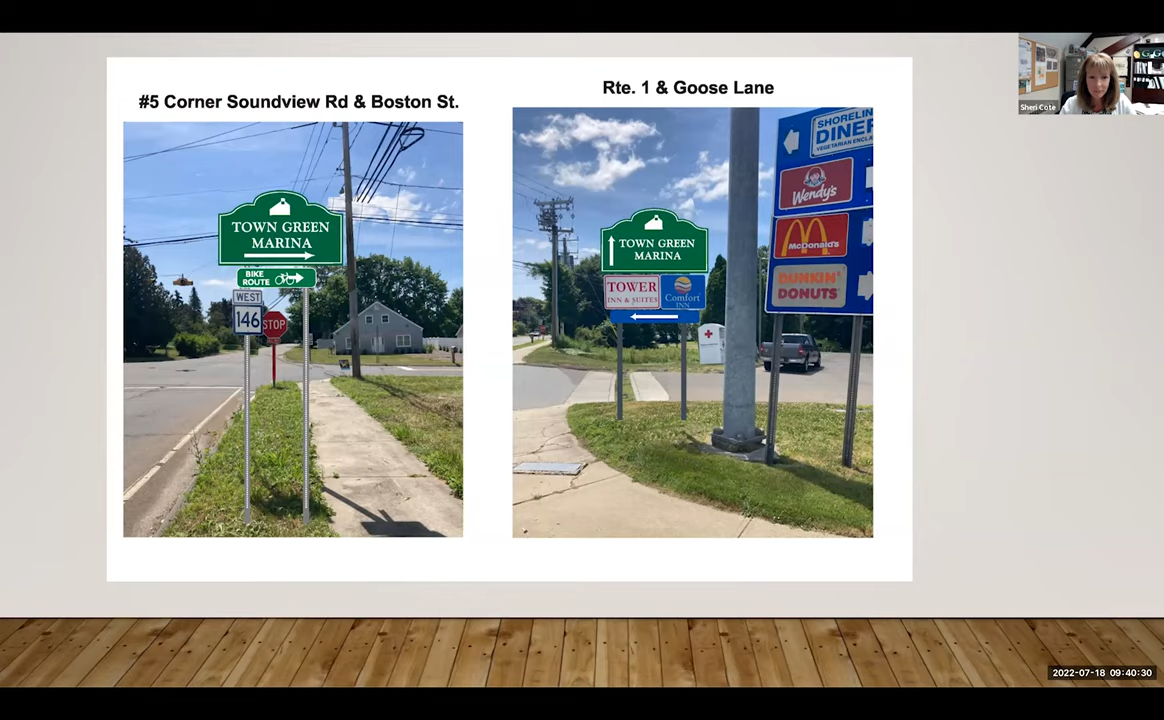 #5 Corner Soundview Rd & Boston St.
TOWN GREEN
MARINA
BIKE
ROUTE
WEST
146
STOP
Rte. 1 & Goose Lane
SHORELIN
DINER
VEGETARIAN ENCLA
Wendy's
McDonald's
DUNKIN'
DONUTS
TOWN GREEN
MARINA
TOWER
INN & SUITES
Comfort
INN
Sheri Cote
2022-07-18 09:40:30